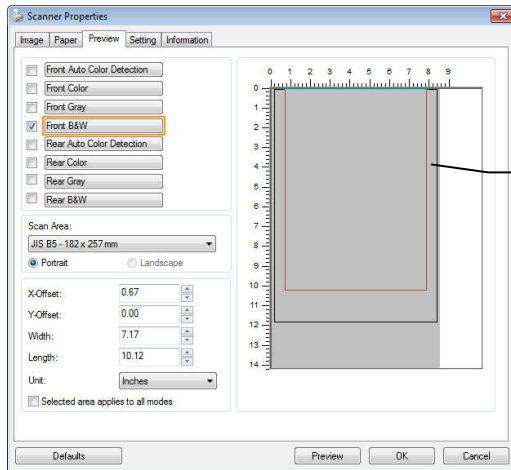 Scanner Properties
Image Paper Preview Setting Information
Front Auto Color Detection
Front Color
Front Gray
Front B&W
Rear Auto Color Detection
Rear Color
Rear Gray
Rear B&W
Scan Area:
JIS B5 - 182 x 257 mm
Portrait Landscape
X-Offset: 0.67
Y-Offset: 0.00
Width: 7.17
Length: 10.12
Unit: Inches
Selected area applies to all modes
0 1 2 3 4 5 6 7 8 9
0
1
2
3
4
5
6
7
8
9
10
11
12
13
14
Defaults Preview OK Cancel